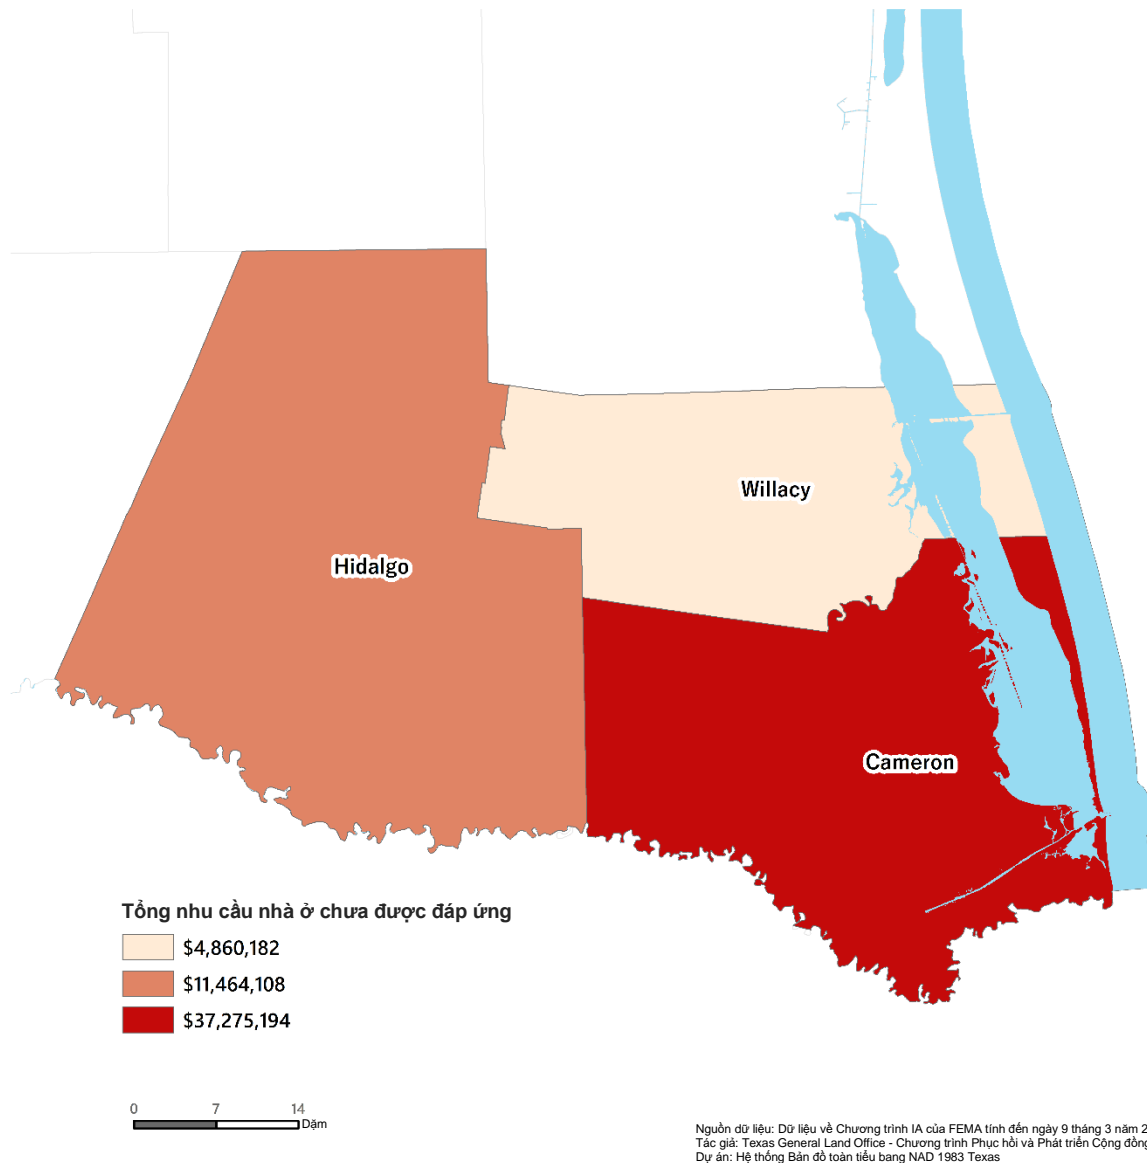 Willacy
Hidalgo
Cameron
Tổng nhu cầu nhà ở chưa được đáp ứng
$4,860,182
$11,464,108
$37,275,194
0 7 14
Dặm
Nguồn dữ liệu: Dữ liệu về Chương trình IA của FEMA tính đến ngày 9 tháng 3 năm 2
Tác giả: Texas General Land Office - Chương trình Phục hồi và Phát triển Cộng đồng
Dự án: Hệ thống Bản đồ toàn tiểu bang NAD 1983 Texas